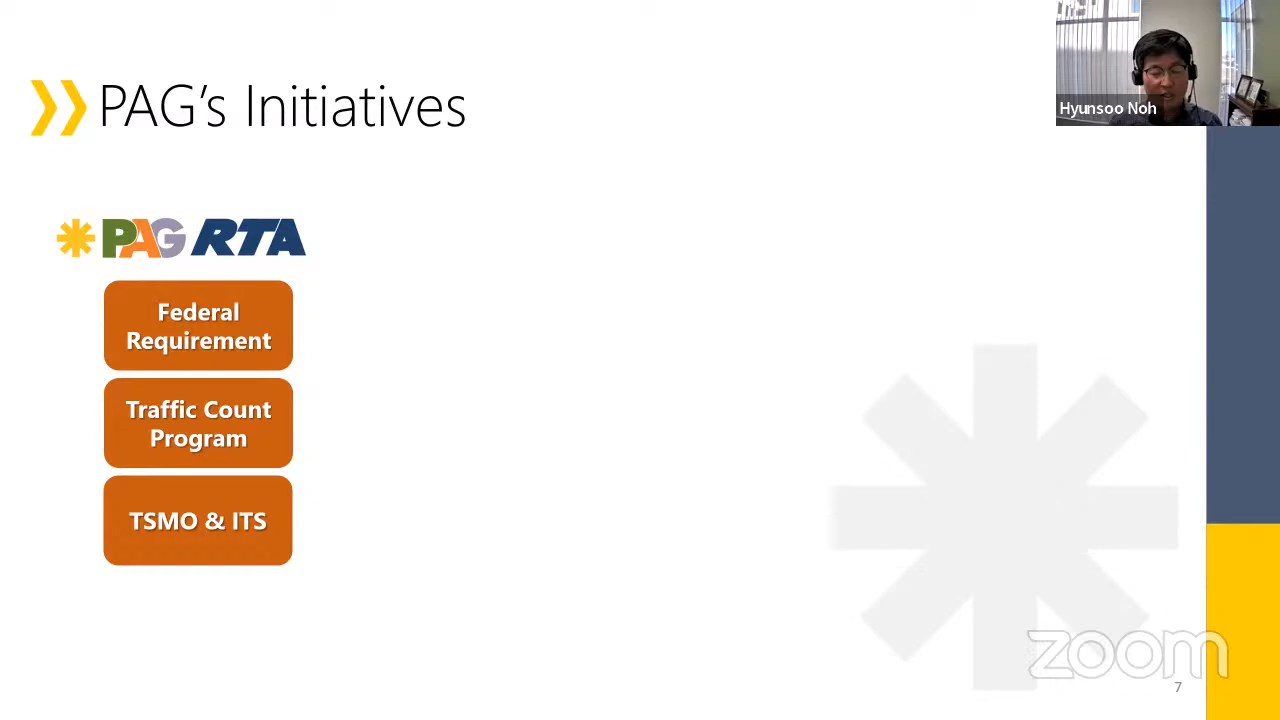 PAG's Initiatives
Hyunsoo Noh
PAG RTA
Federal
Requirement
Traffic Count
Program
TSMO & ITS
zoom
7